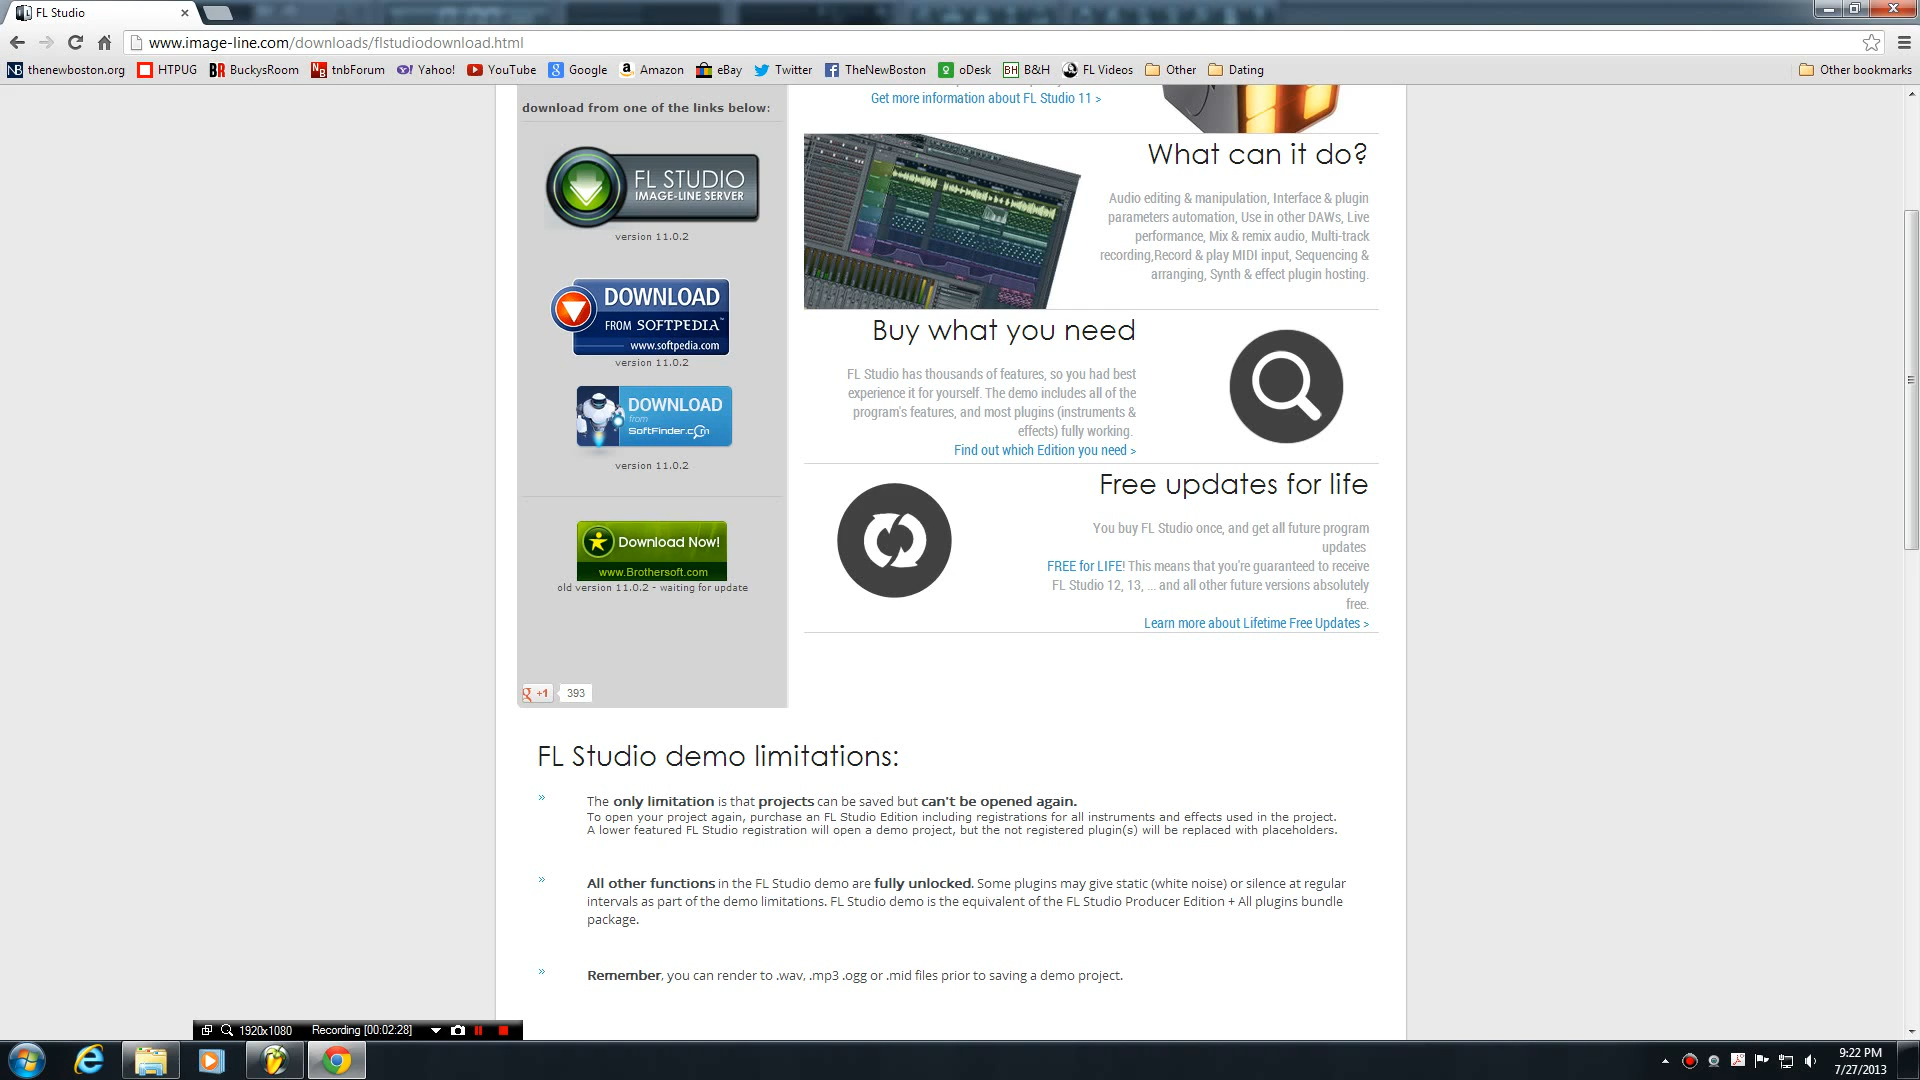 FL Studio
www.image-line.com/downloads/flstudiodownload.html
thenewboston.org HTPUG BuckysRoom tnbForum Yahoo! YouTube Google Amazon eBay Twitter TheNewBoston oDesk B&H FL Videos Other Dating Other bookmarks
download from one of the links below:
FL STUDIO
IMAGE-LINE SERVER
version 11.0.2
DOWNLOAD
FROM SOFTPEDIA™
www.softpedia.com
version 11.0.2
DOWNLOAD
from
SoftFinder.com
version 11.0.2
Download Now!
www.Brothersoft.com
old version 11.0.2 - waiting for update
g +1 393
Get more information about FL Studio 11 >
What can it do?
Audio editing & manipulation, Interface & plugin
parameters automation, Use in other DAWs, Live
performance, Mix & remix audio, Multi-track
recording,Record & play MIDI input, Sequencing &
arranging, Synth & effect plugin hosting.
Buy what you need
FL Studio has thousands of features, so you had best
experience it for yourself. The demo includes all of the
program's features, and most plugins (instruments &
effects) fully working.
Find out which Edition you need >
Free updates for life
You buy FL Studio once, and get all future program
updates
FREE for LIFE! This means that you're guaranteed to receive
FL Studio 12, 13, ... and all other future versions absolutely
free.
Learn more about Lifetime Free Updates >
FL Studio demo limitations:
» The only limitation is that projects can be saved but can't be opened again.
To open your project again, purchase an FL Studio Edition including registrations for all instruments and effects used in the project.
A lower featured FL Studio registration will open a demo project, but the not registered plugin(s) will be replaced with placeholders.
» All other functions in the FL Studio demo are fully unlocked. Some plugins may give static (white noise) or silence at regular
intervals as part of the demo limitations. FL Studio demo is the equivalent of the FL Studio Producer Edition + All plugins bundle
package.
» Remember, you can render to .wav, .mp3 .ogg or .mid files prior to saving a demo project.
1920x1080 Recording [00:02:28]
9:22 PM
7/27/2013